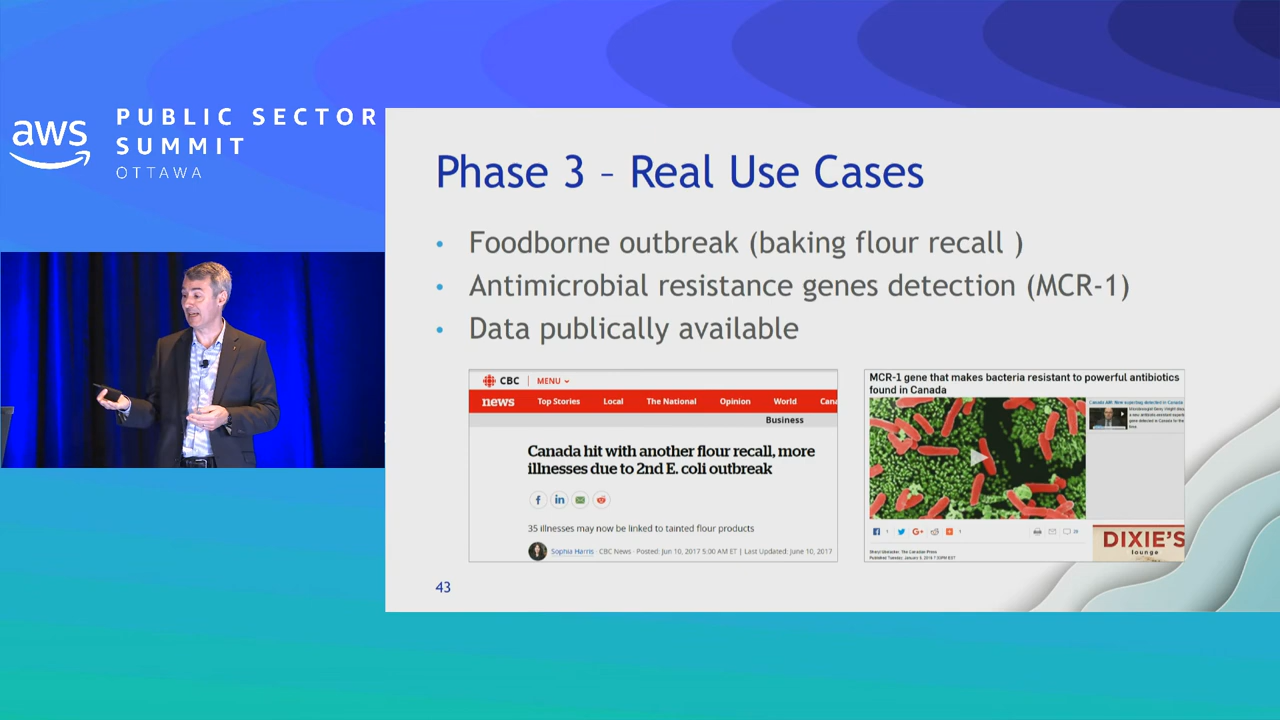 aws
PUBLIC SECTOR
SUMMIT
OTTAWA
Phase 3 – Real Use Cases
• Foodborne outbreak (baking flour recall )
• Antimicrobial resistance genes detection (MCR-1)
• Data publically available
CBC | MENU
news Top Stories Local The National Opinion World Cana
Business
Canada hit with another flour recall, more
illnesses due to 2nd E. coli outbreak
35 illnesses may now be linked to tainted flour products
Sophia Harris · CBC News · Posted: Jun 10, 2017 5:00 AM ET | Last Updated: June 10, 2017
MCR-1 gene that makes bacteria resistant to powerful antibiotics
found in Canada
DIXIE'S
lounge
43